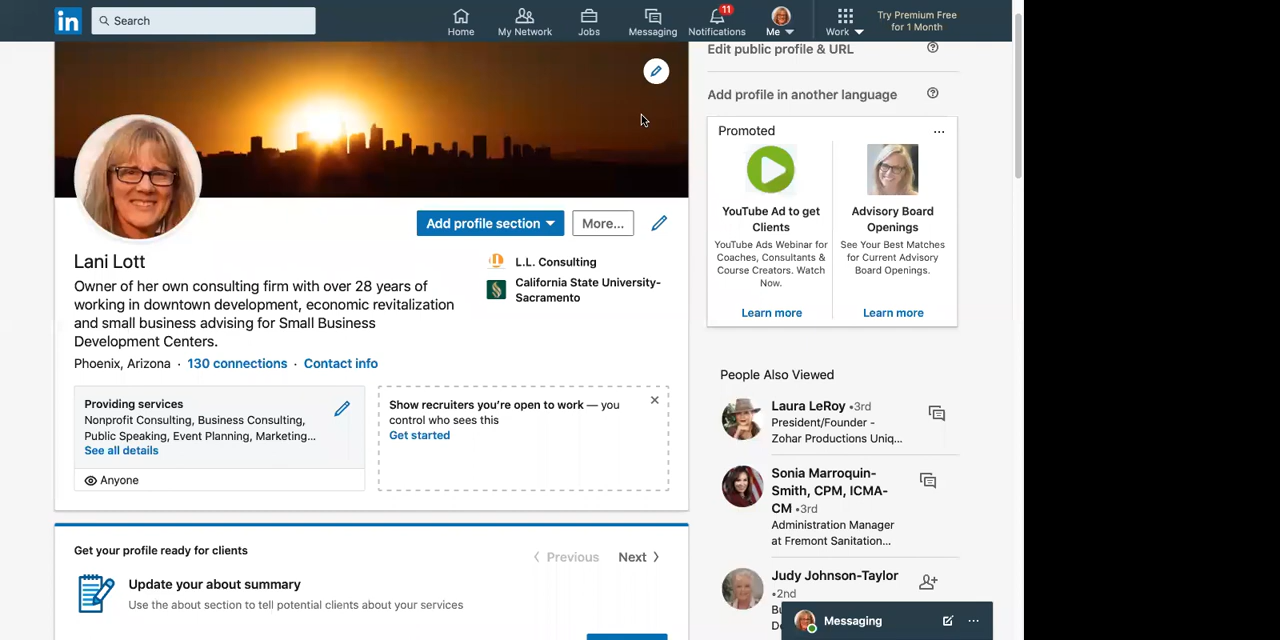 in
Search
Home
My Network
Jobs
Messaging
11
Notifications
Me
Work
Try Premium Free
for 1 Month
Add profile section
More...
Lani Lott
Owner of her own consulting firm with over 28 years of
working in downtown development, economic revitalization
and small business advising for Small Business
Development Centers.
Phoenix, Arizona · 130 connections · Contact info
L.L. Consulting
California State University-
Sacramento
Providing services
Nonprofit Consulting, Business Consulting,
Public Speaking, Event Planning, Marketing...
See all details
Anyone
Show recruiters you're open to work — you
control who sees this
Get started
Get your profile ready for clients
Previous
Next
Update your about summary
Use the about section to tell potential clients about your services
Edit public profile & URL
Add profile in another language
Promoted
YouTube Ad to get
Clients
YouTube Ads Webinar for
Coaches, Consultants &
Course Creators. Watch
Now.
Learn more
Advisory Board
Openings
See Your Best Matches
for Current Advisory
Board Openings.
Learn more
People Also Viewed
Laura LeRoy •3rd
President/Founder -
Zohar Productions Uniq...
Sonia Marroquin-
Smith, CPM, ICMA-
CM •3rd
Administration Manager
at Fremont Sanitation...
Judy Johnson-Taylor
•2nd
Messaging